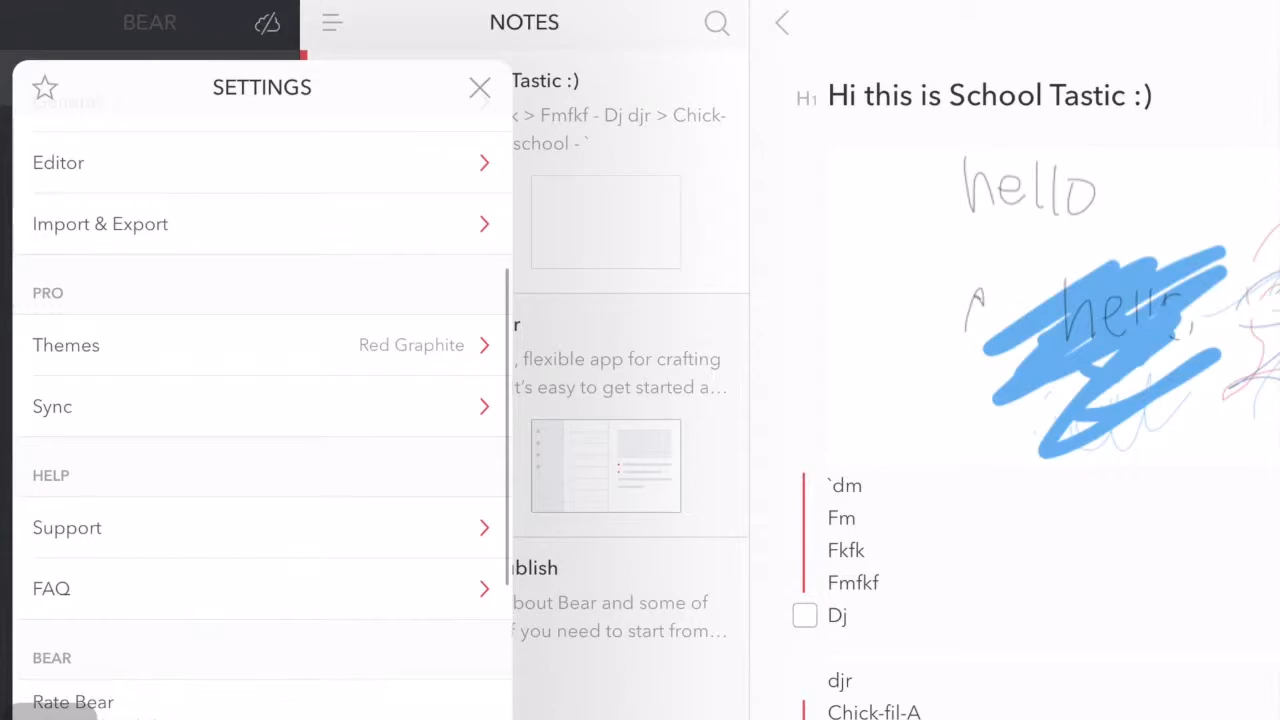 BEAR
NOTES
SETTINGS
General
Editor
Import & Export
PRO
Themes
Red Graphite
Sync
HELP
Support
FAQ
BEAR
Rate Bear
Tastic :)
k > Fmfkf - Dj djr > Chick-
school - `
r
, flexible app for crafting
t's easy to get started a...
blish
bout Bear and some of
f you need to start from...
H1 Hi this is School Tastic :)
hello
hello
`dm
Fm
Fkfk
Fmfkf
Dj
djr
Chick-fil-A